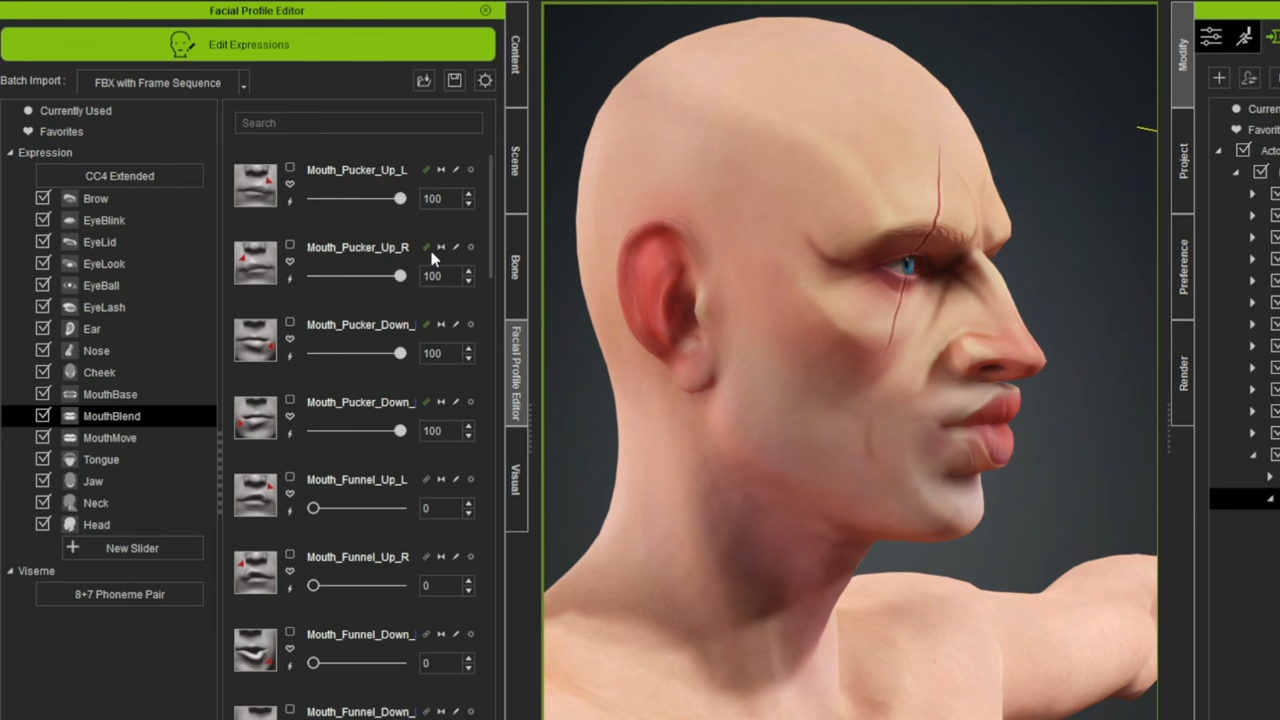 Facial Profile Editor
Edit Expressions
Batch Import :
FBX with Frame Sequence
Currently Used
Favorites
Expression
CC4 Extended
Brow
EyeBlink
EyeLid
EyeLook
EyeBall
EyeLash
Ear
Nose
Cheek
MouthBase
MouthBlend
MouthMove
Tongue
Jaw
Neck
Head
New Slider
Viseme
8+7 Phoneme Pair
Search
Mouth_Pucker_Up_L
100
Mouth_Pucker_Up_R
100
Mouth_Pucker_Down_
100
Mouth_Pucker_Down_
100
Mouth_Funnel_Up_L
0
Mouth_Funnel_Up_R
0
Mouth_Funnel_Down_
0
Mouth_Funnel_Down_
Content
Scene
Bone
Facial Profile Editor
Visual
Modify
Project
Preference
Render
Curren
Favorit
Acto